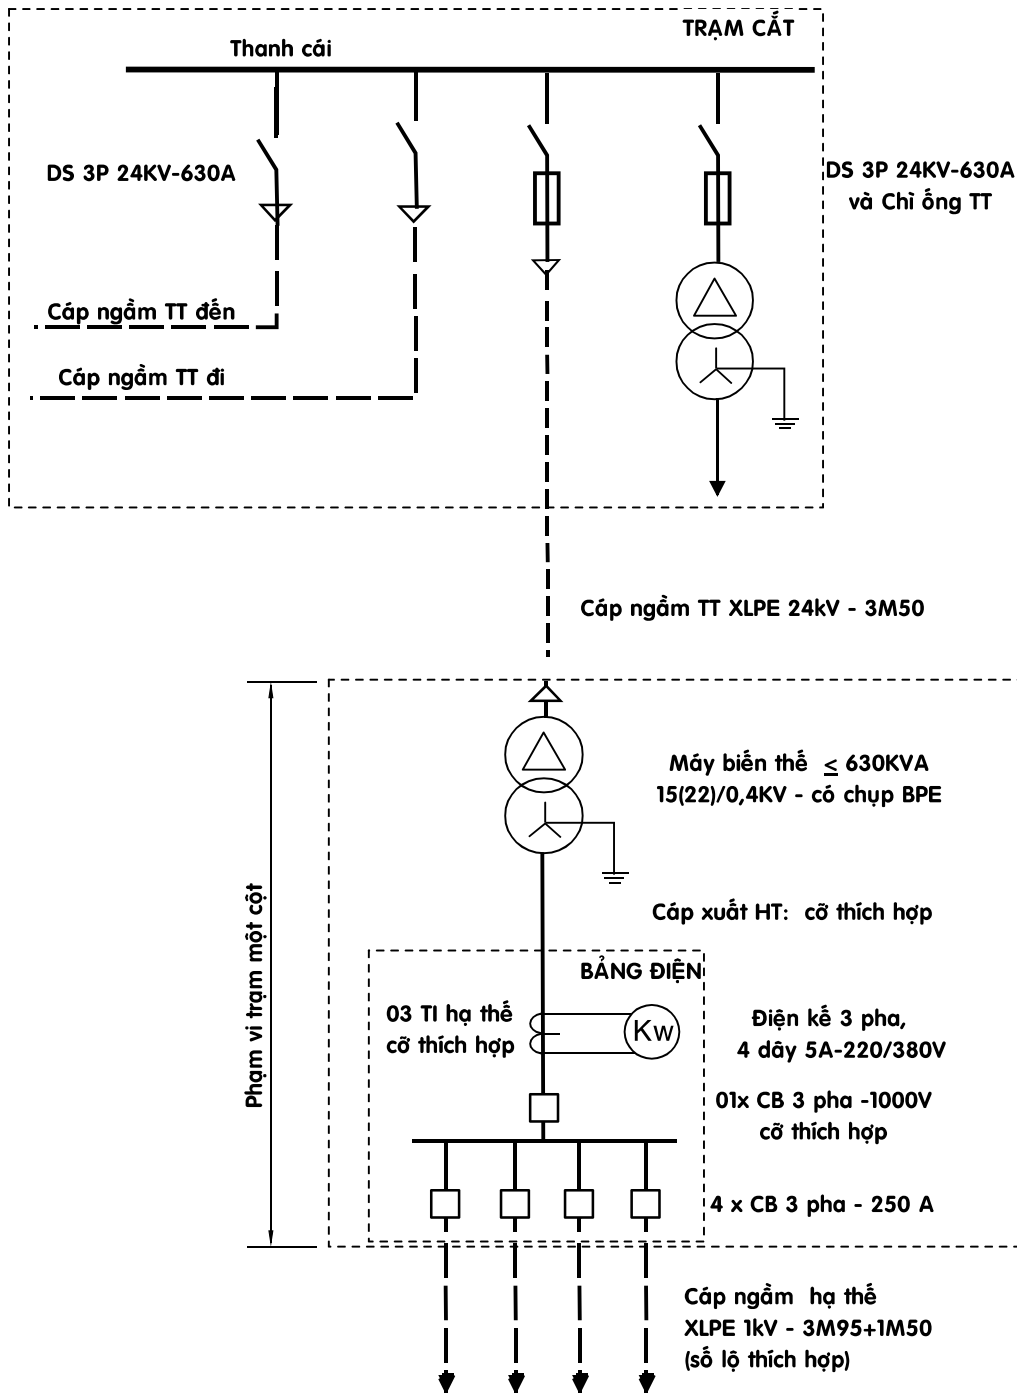 TRẠM CẮT
Thanh cái
DS 3P 24KV-630A
DS 3P 24KV-630A
và Chì ống TT
Cáp ngầm TT đến
Cáp ngầm TT đi
Cáp ngầm TT XLPE 24kV - 3M50
Máy biến thế ≤ 630KVA
15(22)/0,4KV - có chụp BPE
Phạm vi trạm một cột
Cáp xuất HT: cỡ thích hợp
BẢNG ĐIỆN
03 TI hạ thế
cỡ thích hợp
Kw
Điện kế 3 pha,
4 dây 5A-220/380V
01x CB 3 pha -1000V
cỡ thích hợp
4 x CB 3 pha - 250 A
Cáp ngầm hạ thế
XLPE 1kV - 3M95+1M50
(số lộ thích hợp)